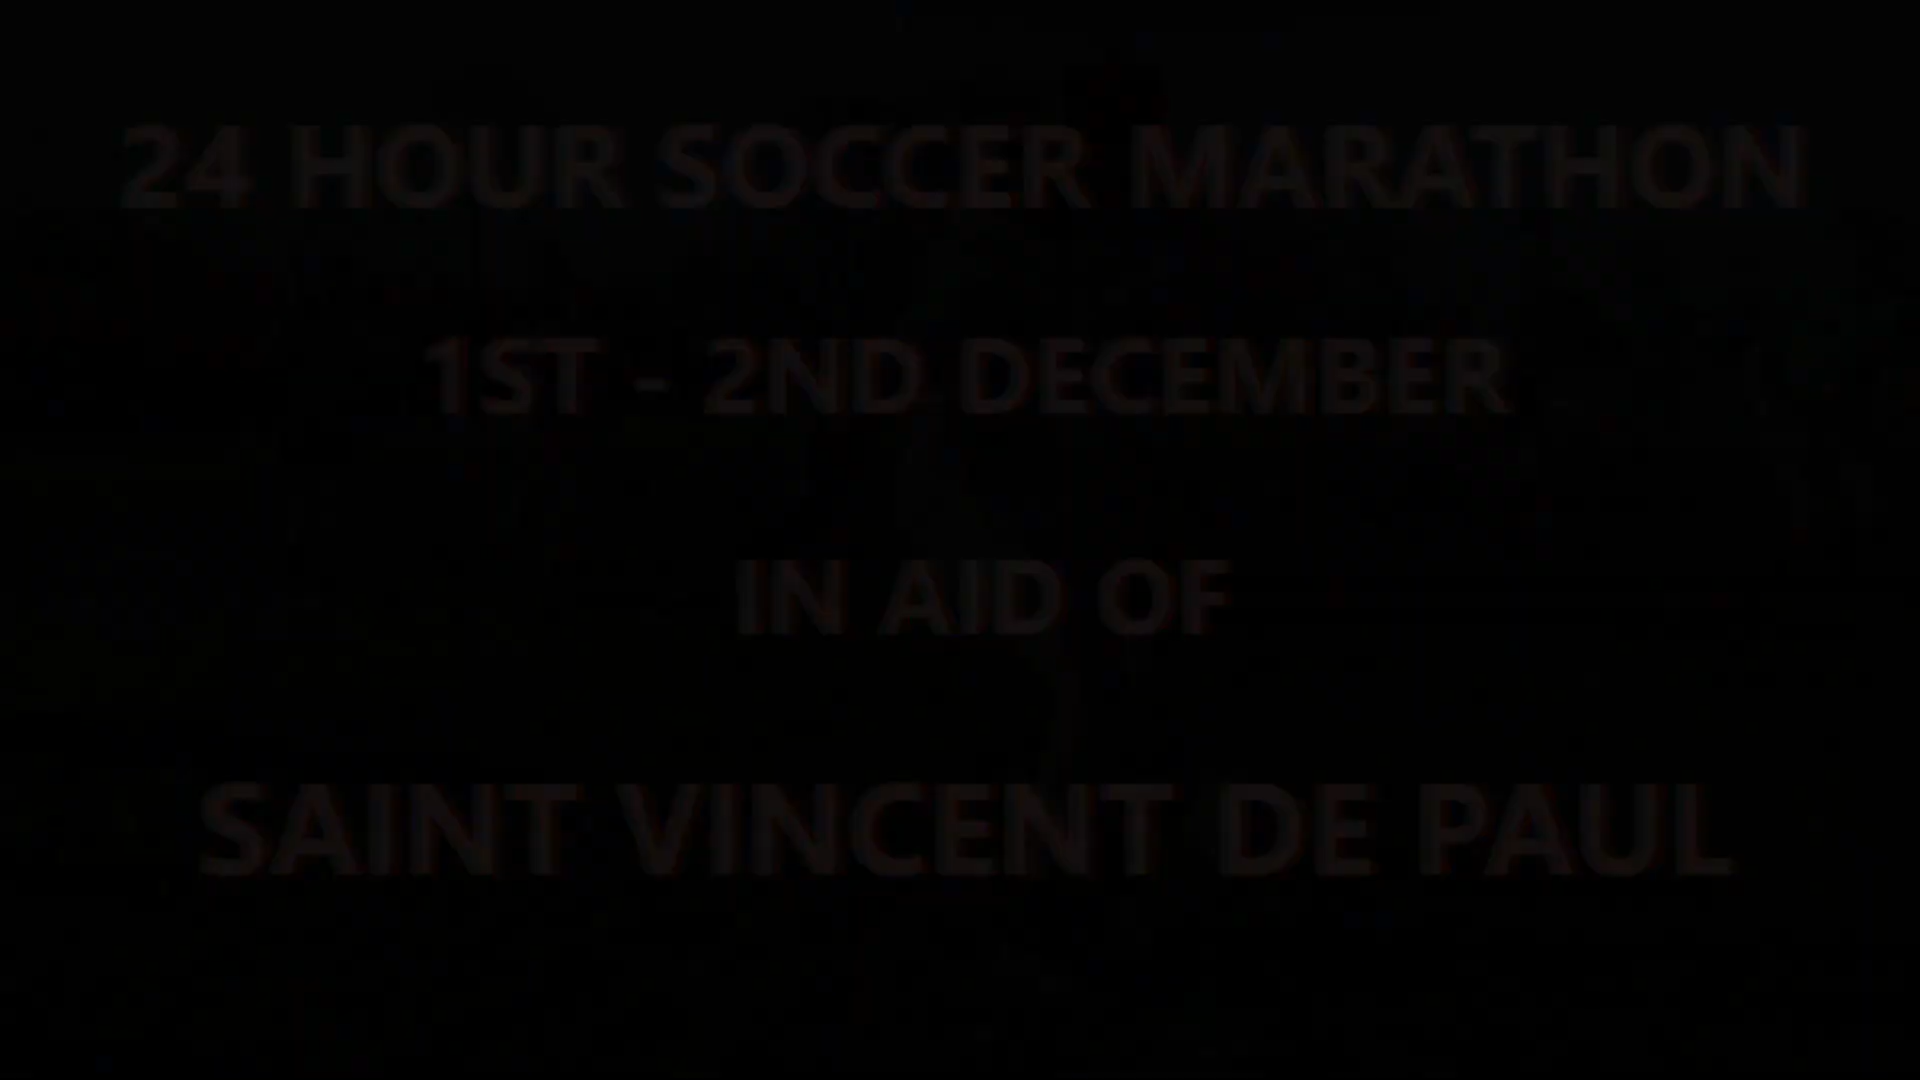 24 HOUR SOCCER MARATHON
1ST - 2ND DECEMBER
IN AID OF
SAINT VINCENT DE PAUL